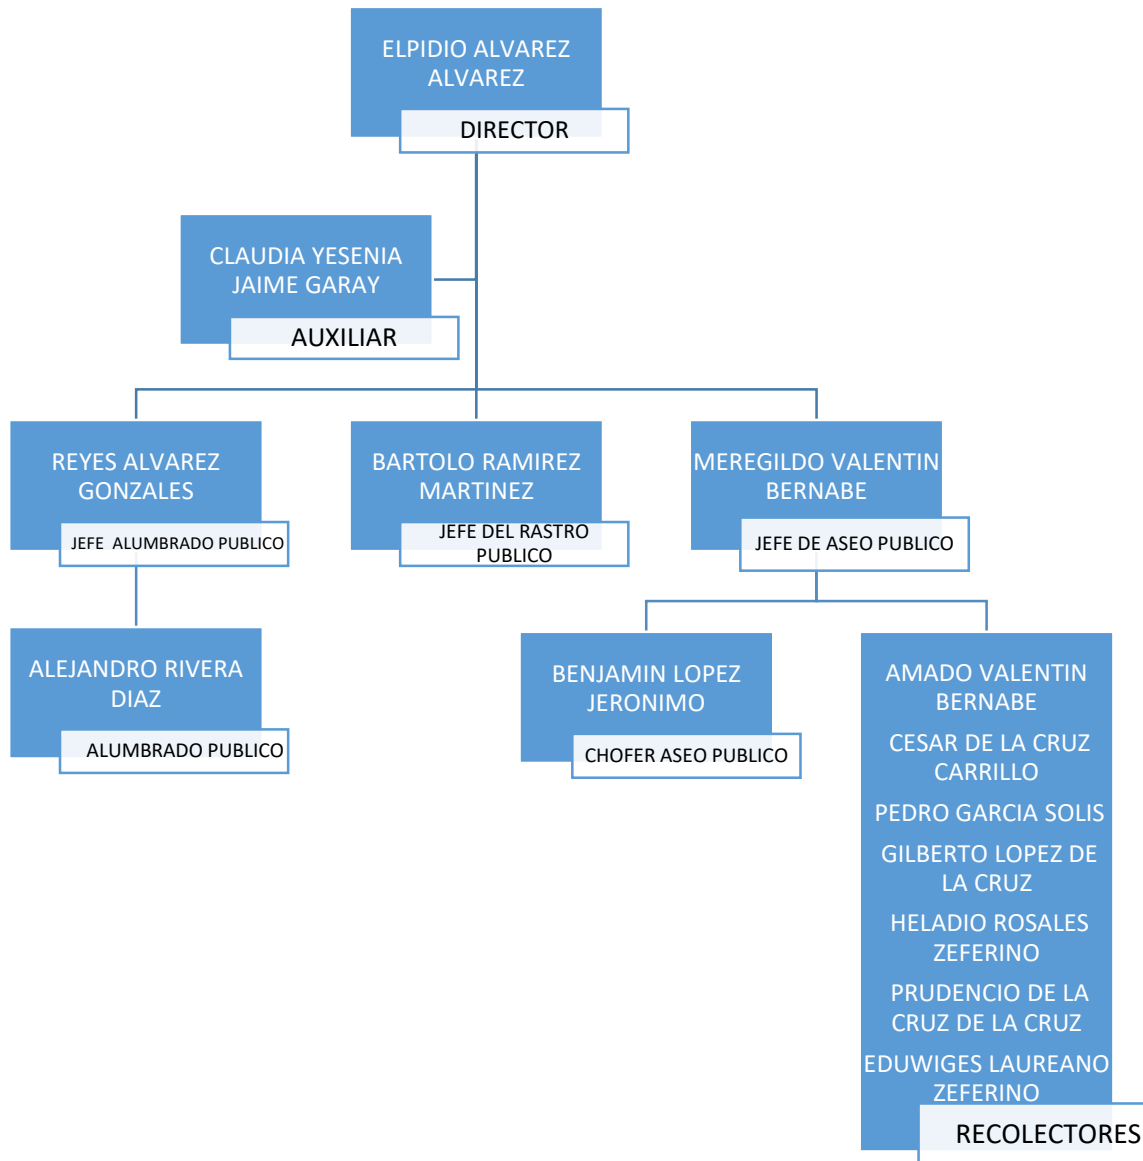 ELPIDIO ALVAREZ
ALVAREZ
DIRECTOR
CLAUDIA YESENIA
JAIME GARAY
AUXILIAR
REYES ALVAREZ
GONZALES
JEFE ALUMBRADO PUBLICO
BARTOLO RAMIREZ
MARTINEZ
JEFE DEL RASTRO
PUBLICO
MEREGILDO VALENTIN
BERNABE
JEFE DE ASEO PUBLICO
ALEJANDRO RIVERA
DIAZ
ALUMBRADO PUBLICO
BENJAMIN LOPEZ
JERONIMO
CHOFER ASEO PUBLICO
AMADO VALENTIN
BERNABE
CESAR DE LA CRUZ
CARRILLO
PEDRO GARCIA SOLIS
GILBERTO LOPEZ DE
LA CRUZ
HELADIO ROSALES
ZEFERINO
PRUDENCIO DE LA
CRUZ DE LA CRUZ
EDUWIGES LAUREANO
ZEFERINO
RECOLECTORES